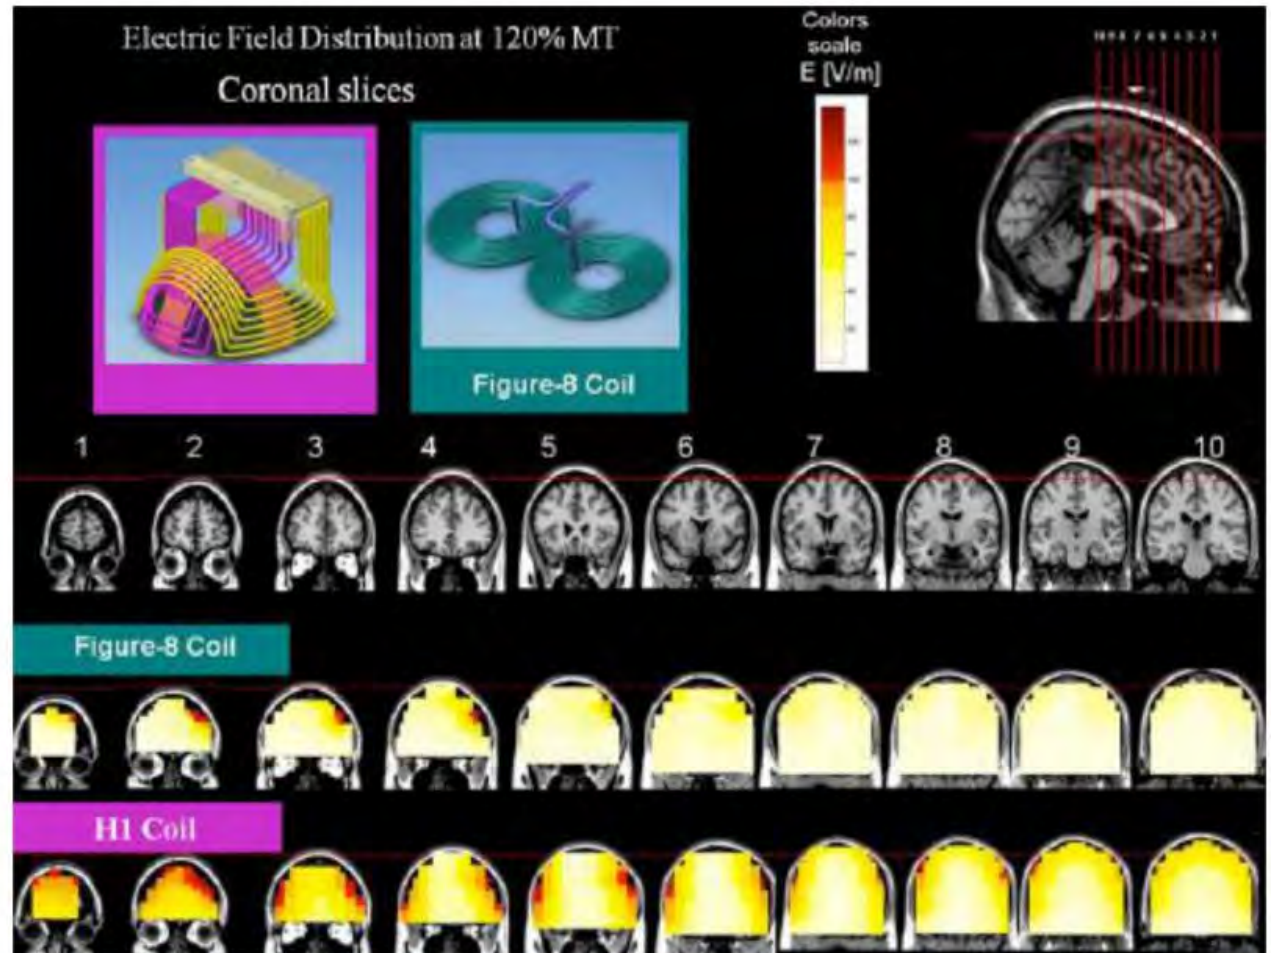 Electric Field Distribution at 120% MT
Coronal slices
Colors
scale
E [V/m]
Figure-8 Coil
1 2 3 4 5 6 7 8 9 10
Figure-8 Coil
H1 Coil